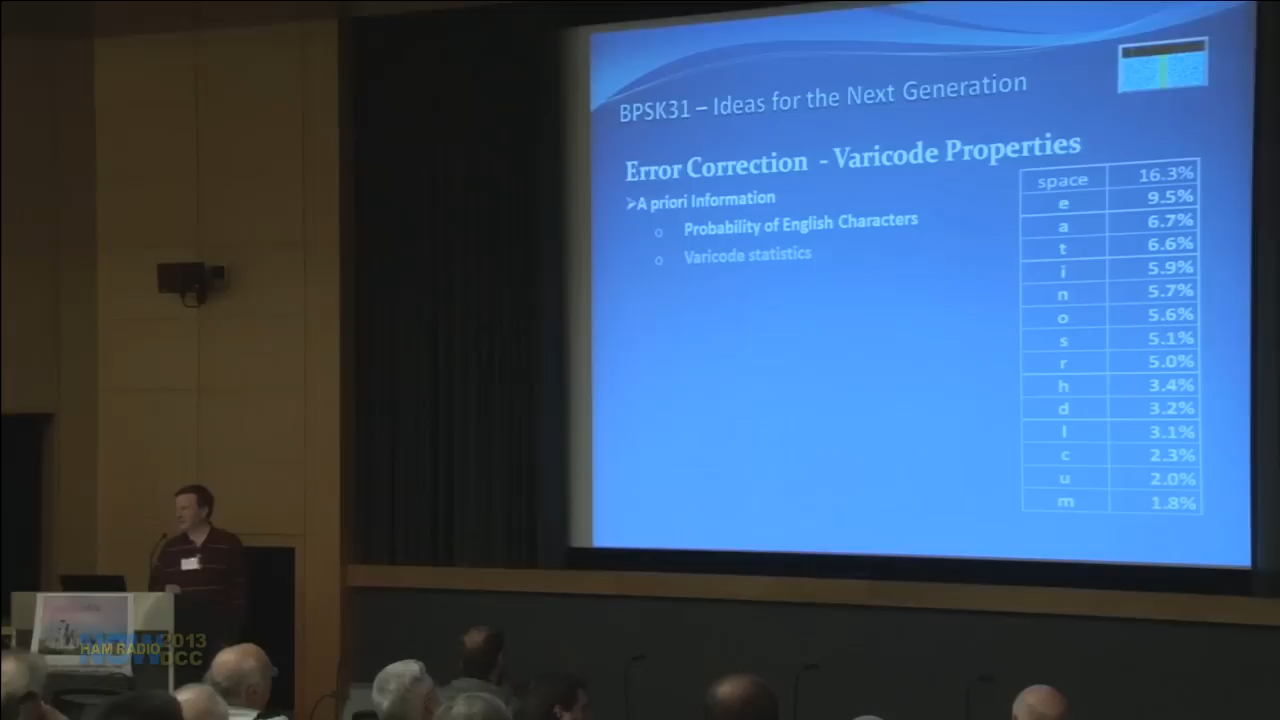 BPSK31 – Ideas for the Next Generation
Error Correction - Varicode Properties
➢A priori Information
o Probability of English Characters
o Varicode statistics
space 16.3%
e 9.5%
a 6.7%
t 6.6%
i 5.9%
n 5.7%
o 5.6%
s 5.1%
r 5.0%
h 3.4%
d 3.2%
l 3.1%
c 2.3%
u 2.0%
m 1.8%
HAM RADIO 2013
DCC